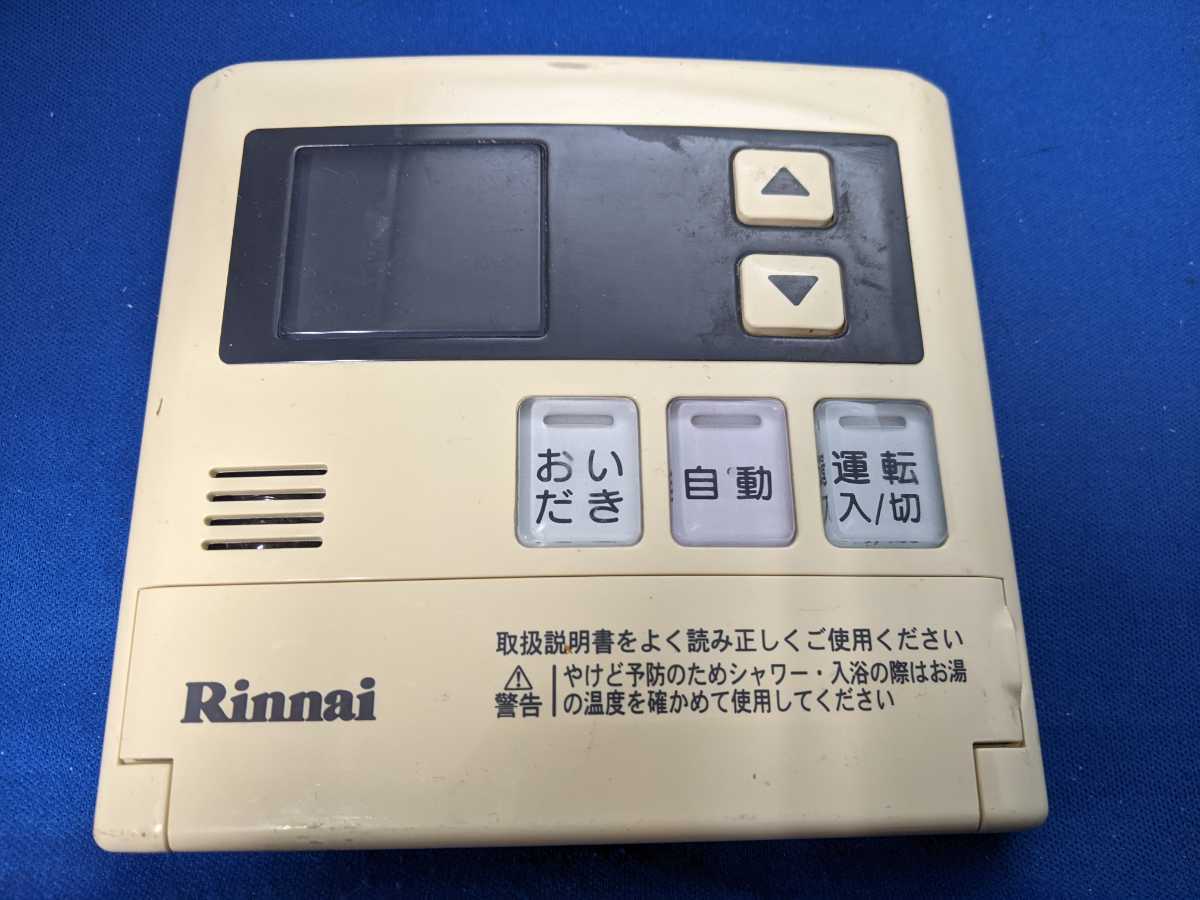 おい
だき
自動
運転
入/切
取扱説明書をよく読み正しくご使用ください
警告
やけど予防のためシャワー・入浴の際はお湯
の温度を確かめて使用してください
Rinnai